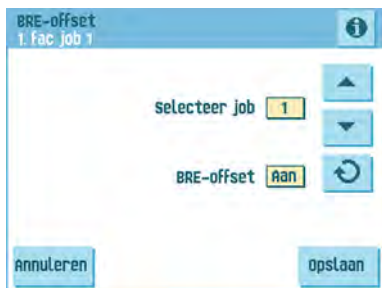 BRE-offset
1. Fac job 1
Selecteer job 1
BRE-offset Aan
Annuleren
Opslaan